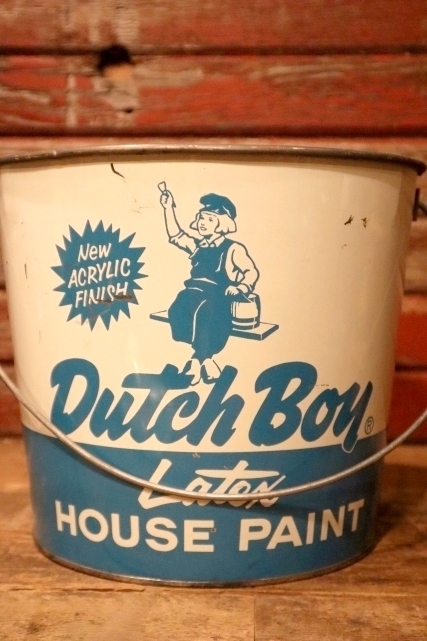 New
ACRYLIC
FINISH
Dutch Boy®
Latex
HOUSE PAINT